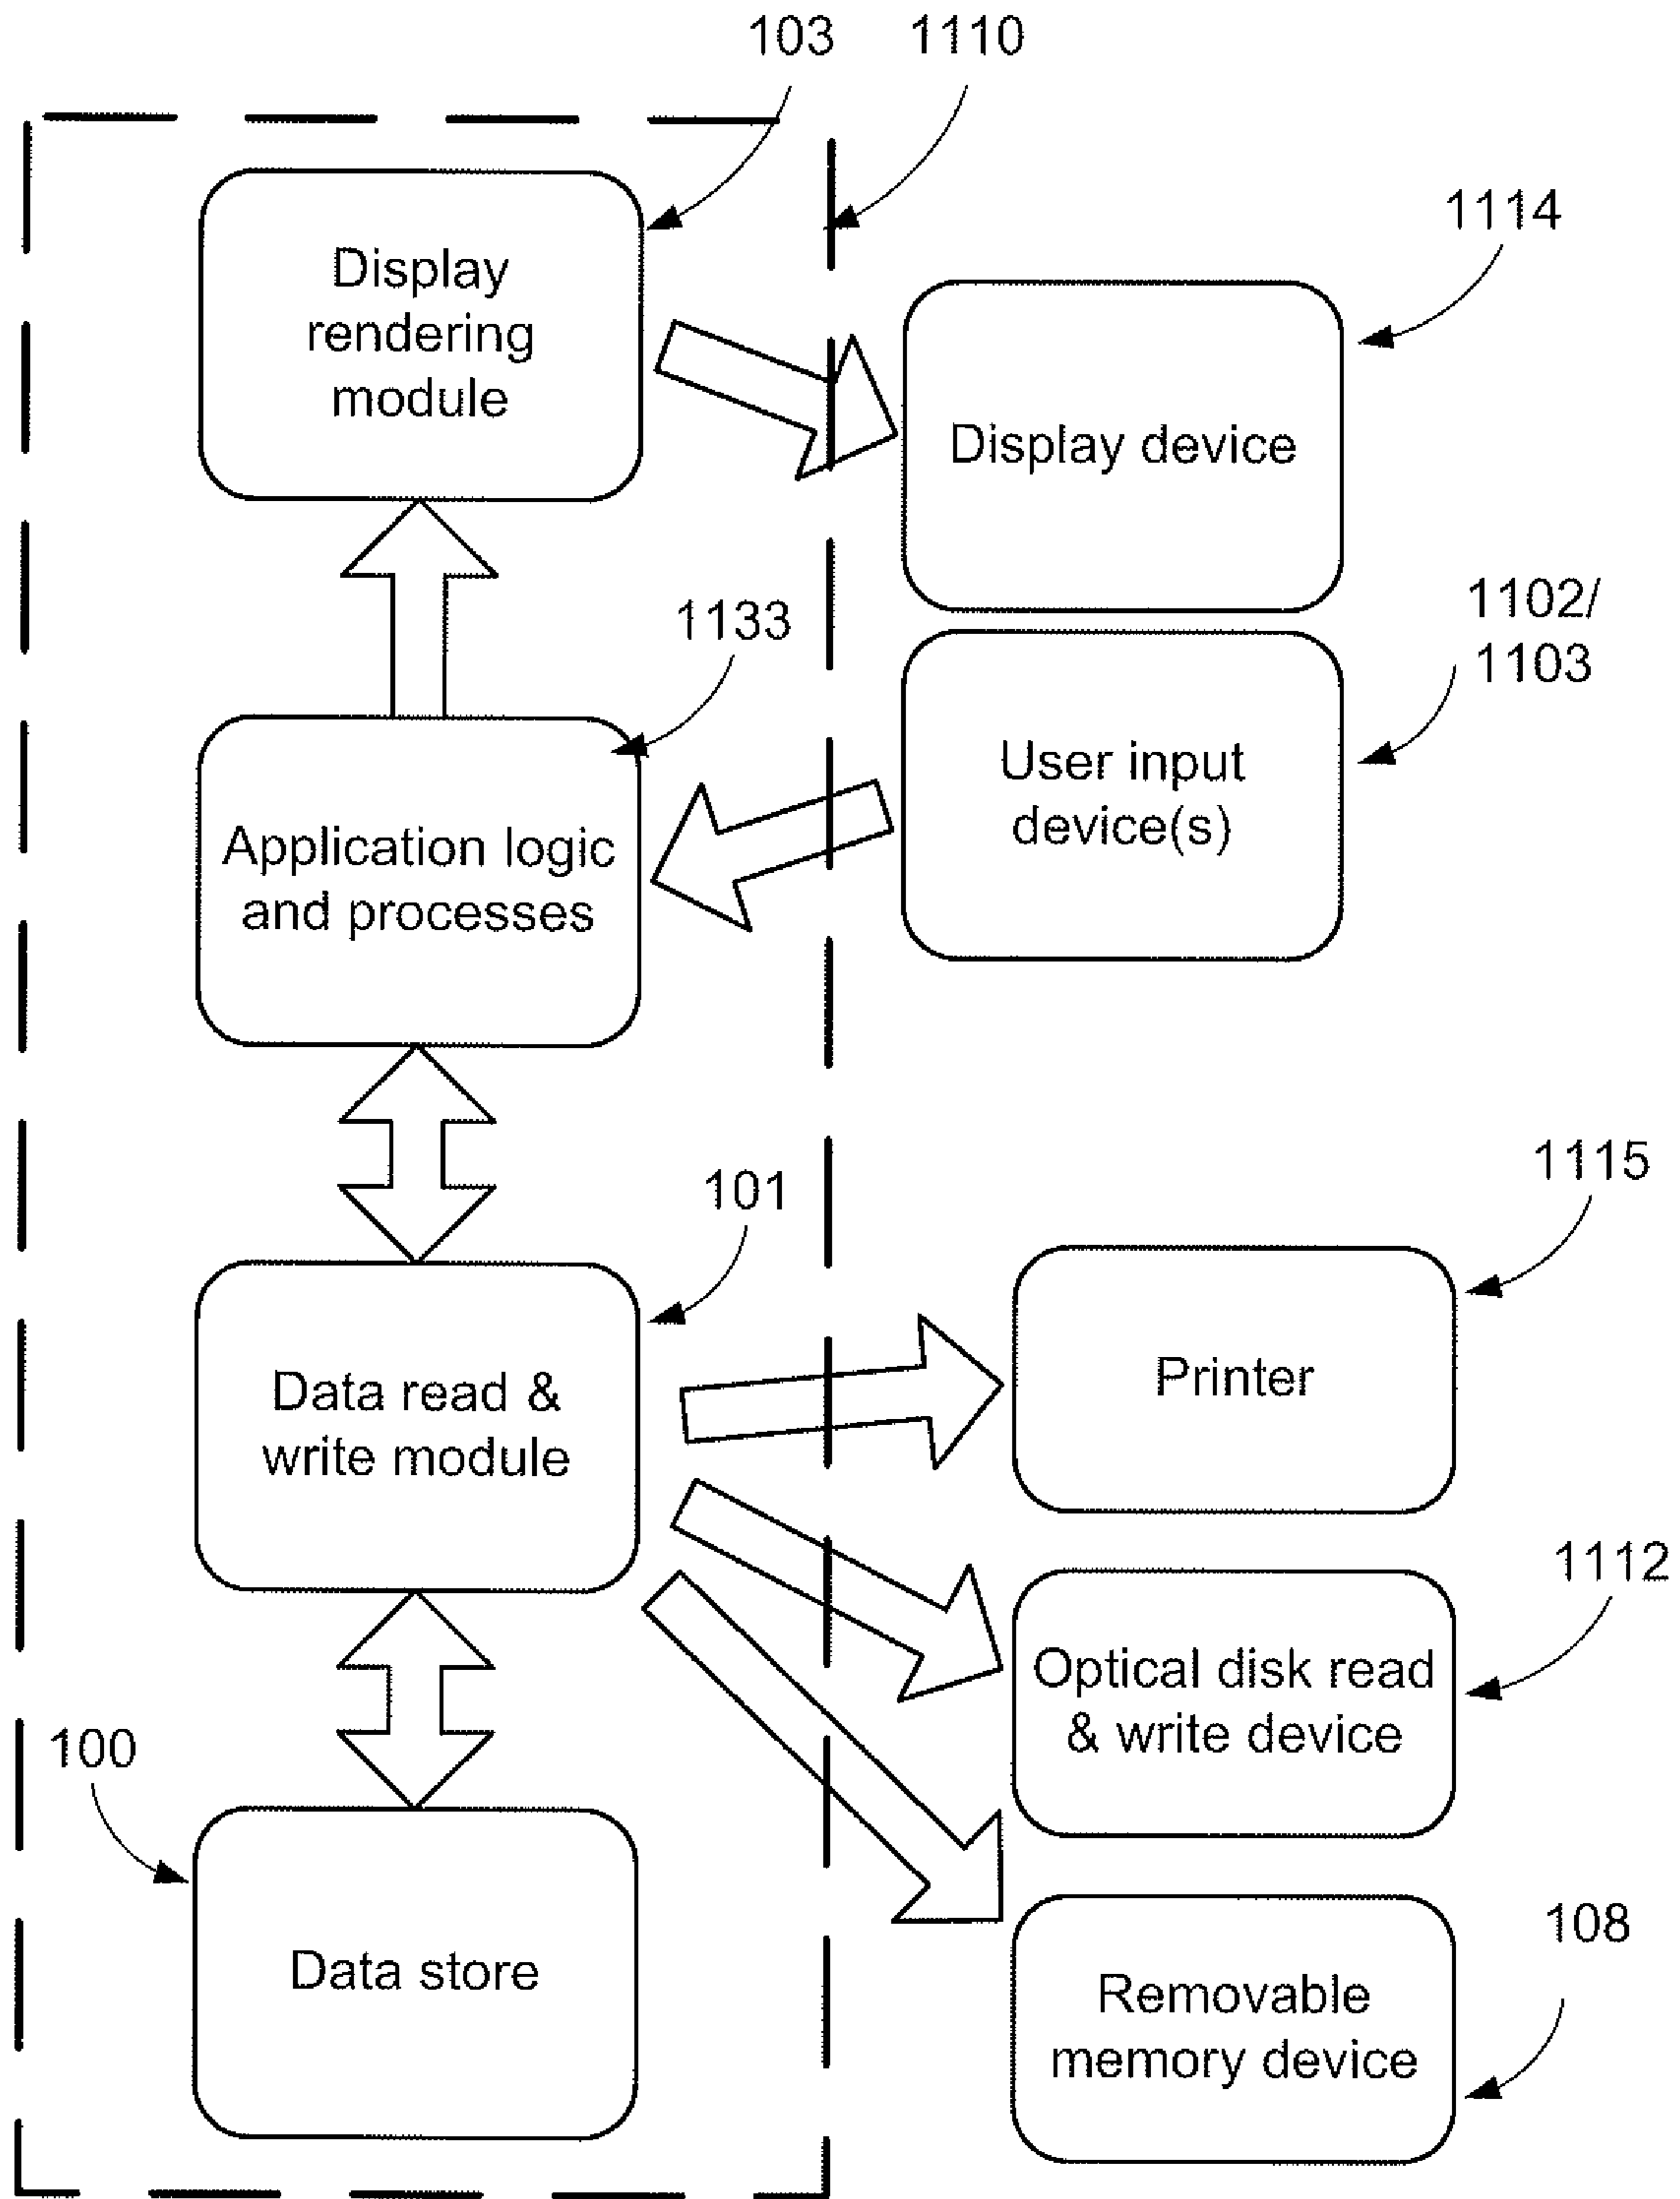 103
1110
Display
rendering
module
1114
Display device
1133
1102/
1103
User input
device(s)
Application logic
and processes
101
1115
Data read &
write module
Printer
1112
Optical disk read
& write device
100
Data store
108
Removable
memory device